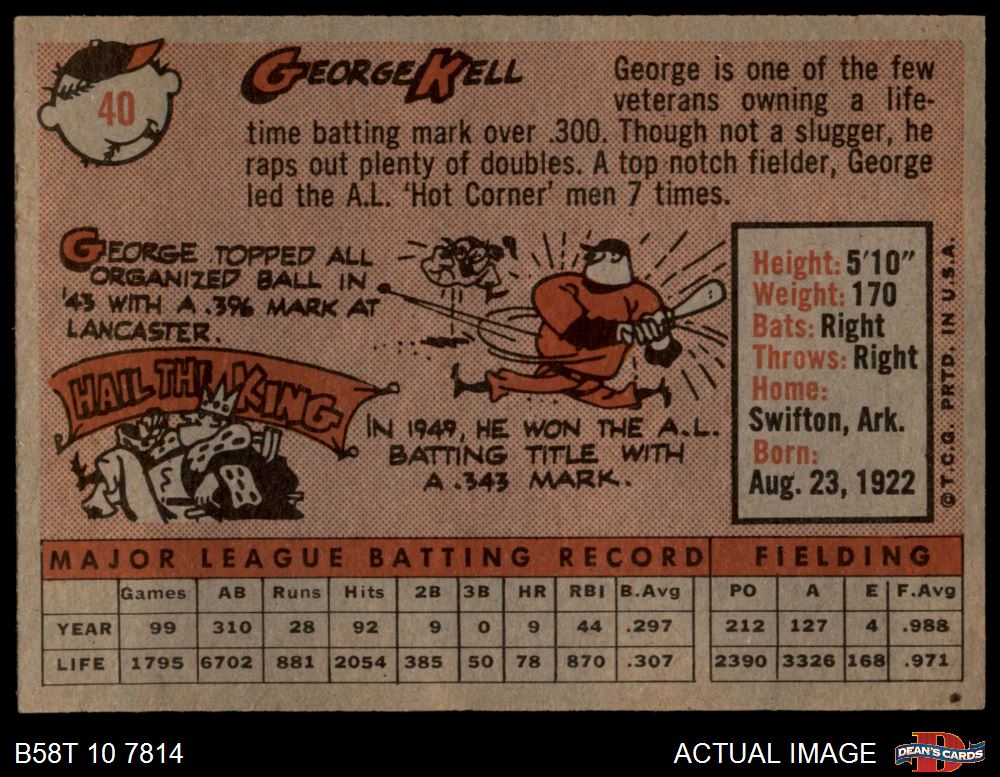 40
GEORGE KELL
George is one of the few
veterans owning a life-
time batting mark over .300. Though not a slugger, he
raps out plenty of doubles. A top notch fielder, George
led the A.L. ‘Hot Corner’ men 7 times.
GEORGE TOPPED ALL
ORGANIZED BALL IN
'43 WITH A .396 MARK AT
LANCASTER.
HAIL THE KING
IN 1949, HE WON THE A.L.
BATTING TITLE WITH
A .343 MARK.
Height: 5'10"
Weight: 170
Bats: Right
Throws: Right
Home:
Swifton, Ark.
Born:
Aug. 23, 1922
© T.C.G. PRTD. IN U.S.A.
MAJOR LEAGUE BATTING RECORD FIELDING
Games AB Runs Hits 2B 3B HR RBI B.Avg PO A E F.Avg
YEAR 99 310 28 92 9 0 9 44 .297 212 127 4 .988
LIFE 1795 6702 881 2054 385 50 78 870 .307 2390 3326 168 .971
B58T 10 7814 ACTUAL IMAGE DEAN'S CARDS